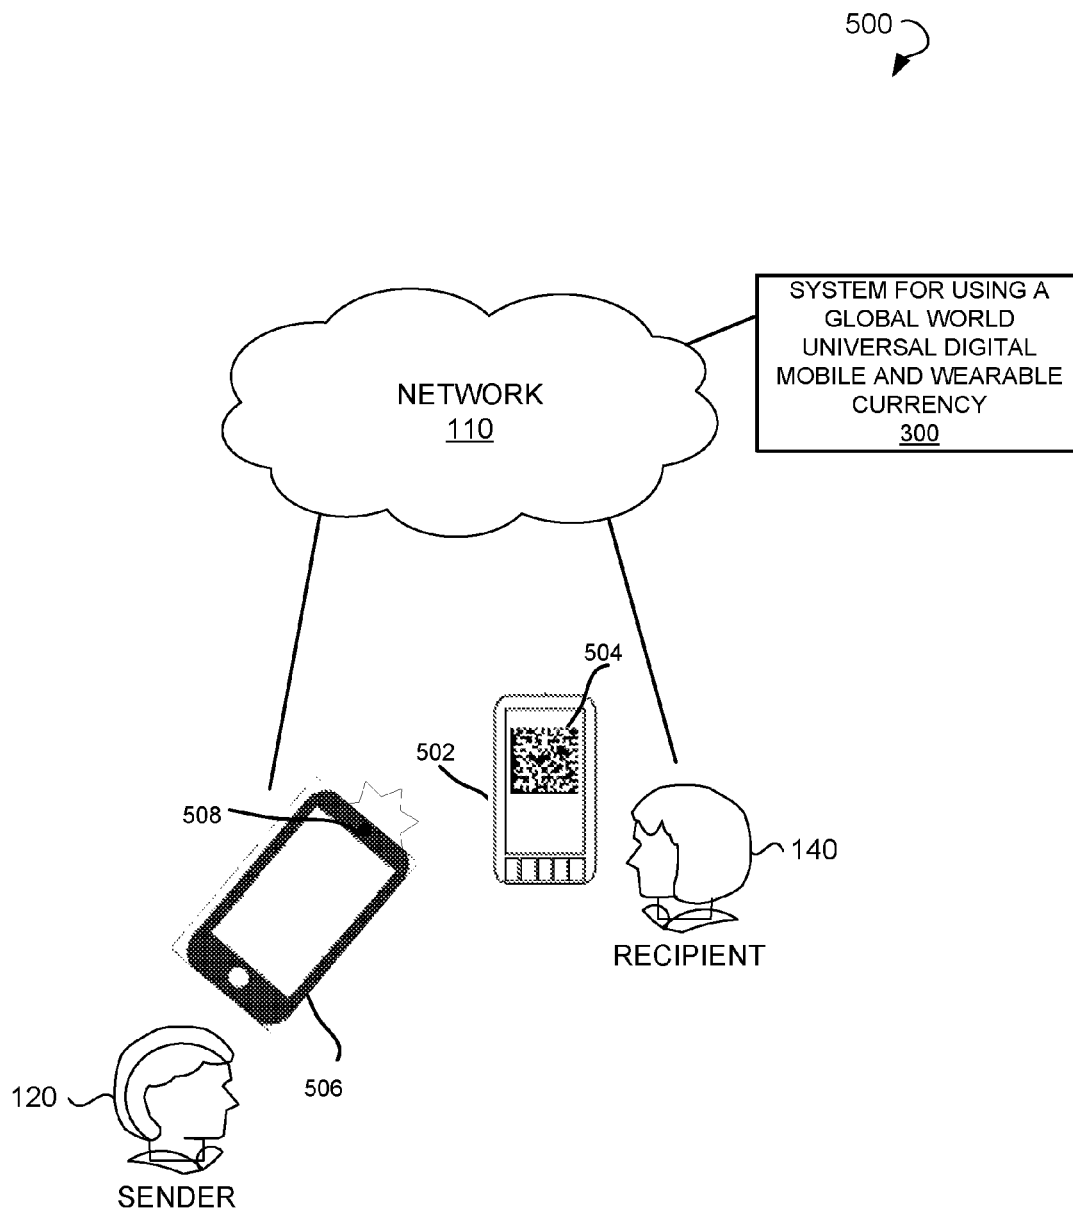 500
SYSTEM FOR USING A
GLOBAL WORLD
UNIVERSAL DIGITAL
MOBILE AND WEARABLE
CURRENCY
300
NETWORK
110
504
502
508
140
RECIPIENT
506
120
SENDER